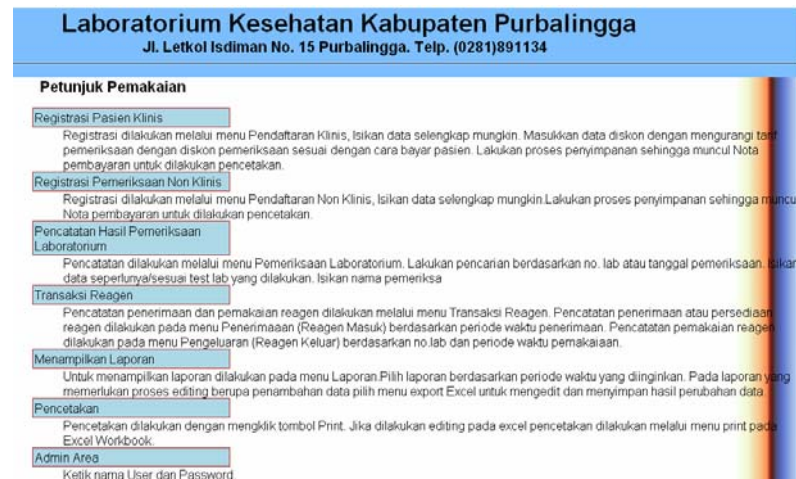 Laboratorium Kesehatan Kabupaten Purbalingga
Jl. Letkol Isdiman No. 15 Purbalingga. Telp. (0281)891134
Petunjuk Pemakaian
Registrasi Pasien Klinis
Registrasi dilakukan melalui menu Pendaftaran Klinis, Isikan data selengkap mungkin. Masukkan data diskon dengan mengurangi tarif
pemeriksaan dengan diskon pemeriksaan sesuai dengan cara bayar pasien. Lakukan proses penyimpanan sehingga muncul Nota
pembayaran untuk dilakukan pencetakan.
Registrasi Pemeriksaan Non Klinis
Registrasi dilakukan melalui menu Pendaftaran Non Klinis, Isikan data selengkap mungkin.Lakukan proses penyimpanan sehingga muncul
Nota pembayaran untuk dilakukan pencetakan.
Pencatatan Hasil Pemeriksaan
Laboratorium
Pencatatan dilakukan melalui menu Pemeriksaan Laboratorium. Lakukan pencarian berdasarkan no. lab atau tanggal pemeriksaan. Isikan
data seperlunya/sesuai test lab yang dilakukan. Isikan nama pemeriksa
Transaksi Reagen
Pencatatan penerimaan dan pemakaian reagen dilakukan melalui menu Transaksi Reagen. Pencatatan penerimaan atau persediaan
reagen dilakukan pada menu Penerimaaan (Reagen Masuk) berdasarkan periode waktu penerimaan. Pencatatan pemakaian reagen
dilakukan pada menu Pengeluaran (Reagen Keluar) berdasarkan no.lab dan periode waktu pemakaiaan.
Menampilkan Laporan
Untuk menampilkan laporan dilakukan pada menu Laporan.Pilih laporan berdasarkan periode waktu yang diinginkan. Pada laporan yang
memerlukan proses editing berupa penambahan data pilih menu export Excel untuk mengedit dan menyimpan hasil perubahan data.
Pencetakan
Pencetakan dilakukan dengan mengklik tombol Print. Jika dilakukan editing pada excel pencetakan dilakukan melalui menu print pada
Excel Workbook.
Admin Area
Ketik nama User dan Password